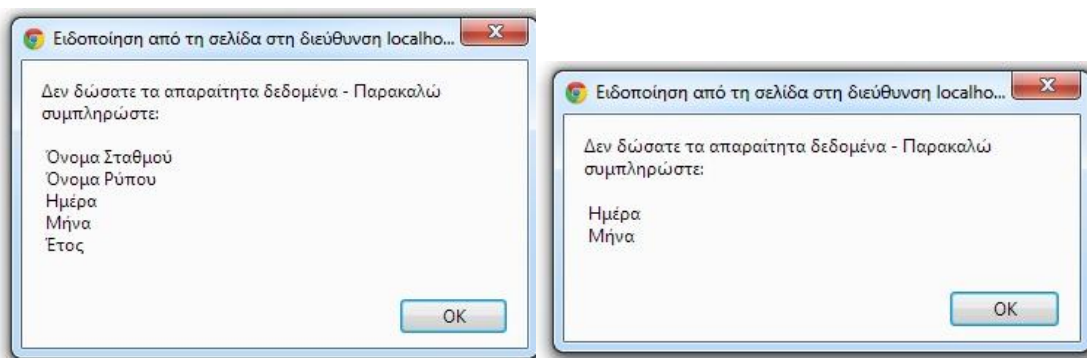 Ειδοποίηση από τη σελίδα στη διεύθυνση localho...
Δεν δώσατε τα απαραίτητα δεδομένα - Παρακαλώ
συμπληρώστε:
Όνομα Σταθμού
Όνομα Ρύπου
Ημέρα
Μήνα
Έτος
OK
Ειδοποίηση από τη σελίδα στη διεύθυνση localho...
Δεν δώσατε τα απαραίτητα δεδομένα - Παρακαλώ
συμπληρώστε:
Ημέρα
Μήνα
OK